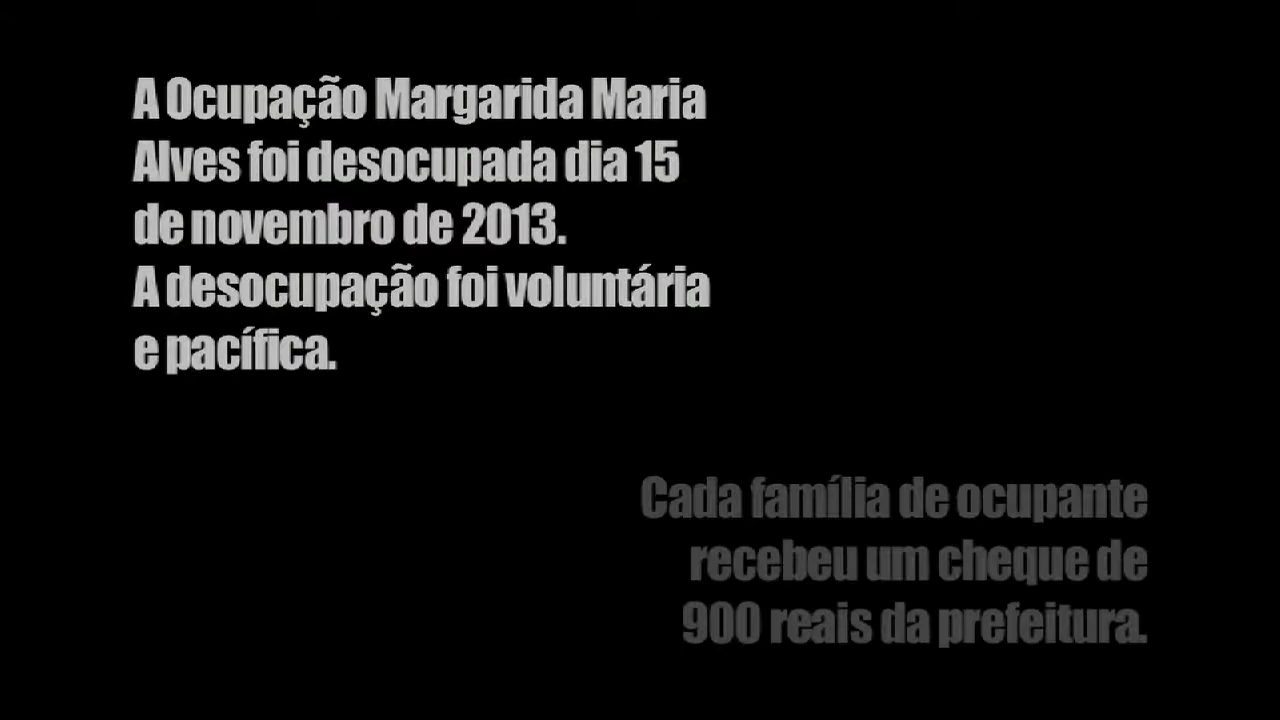 A Ocupação Margarida Maria
Alves foi desocupada dia 15
de novembro de 2013.
A desocupação foi voluntária
e pacífica.
Cada família de ocupante
recebeu um cheque de
900 reais da prefeitura.